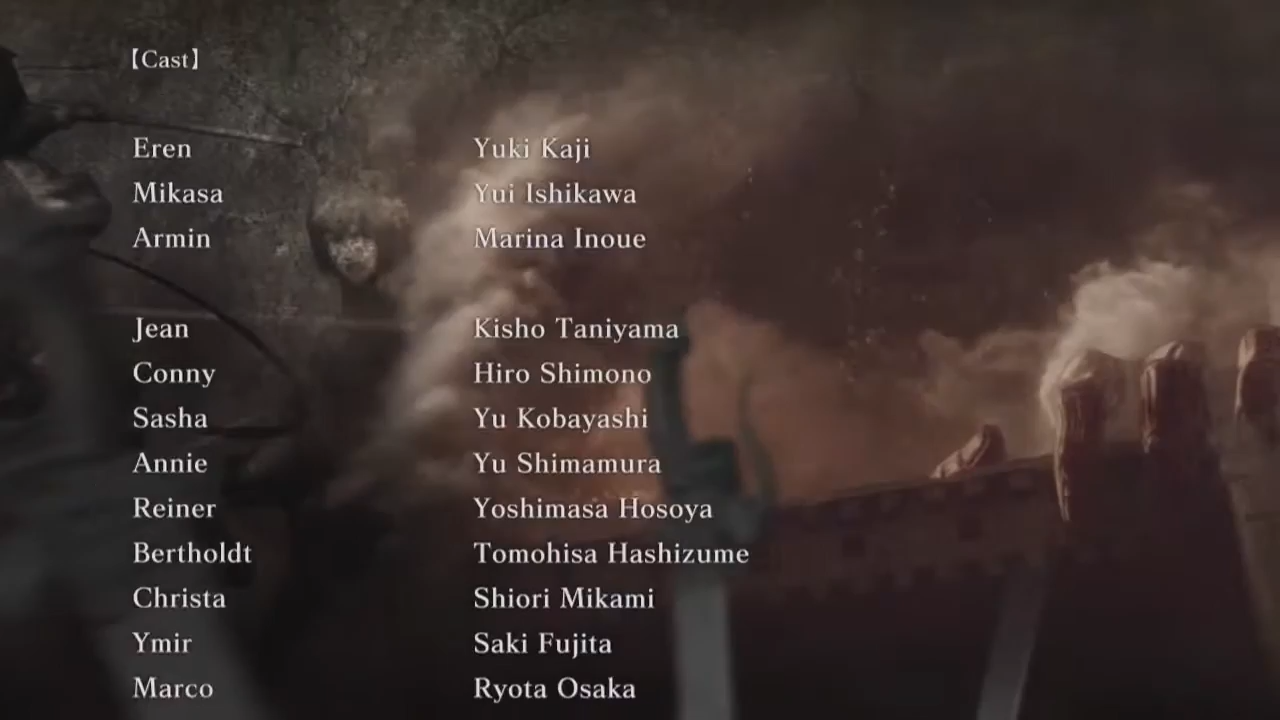 【Cast】
Eren Yuki Kaji
Mikasa Yui Ishikawa
Armin Marina Inoue
Jean Kisho Taniyama
Conny Hiro Shimono
Sasha Yu Kobayashi
Annie Yu Shimamura
Reiner Yoshimasa Hosoya
Bertholdt Tomohisa Hashizume
Christa Shiori Mikami
Ymir Saki Fujita
Marco Ryota Osaka